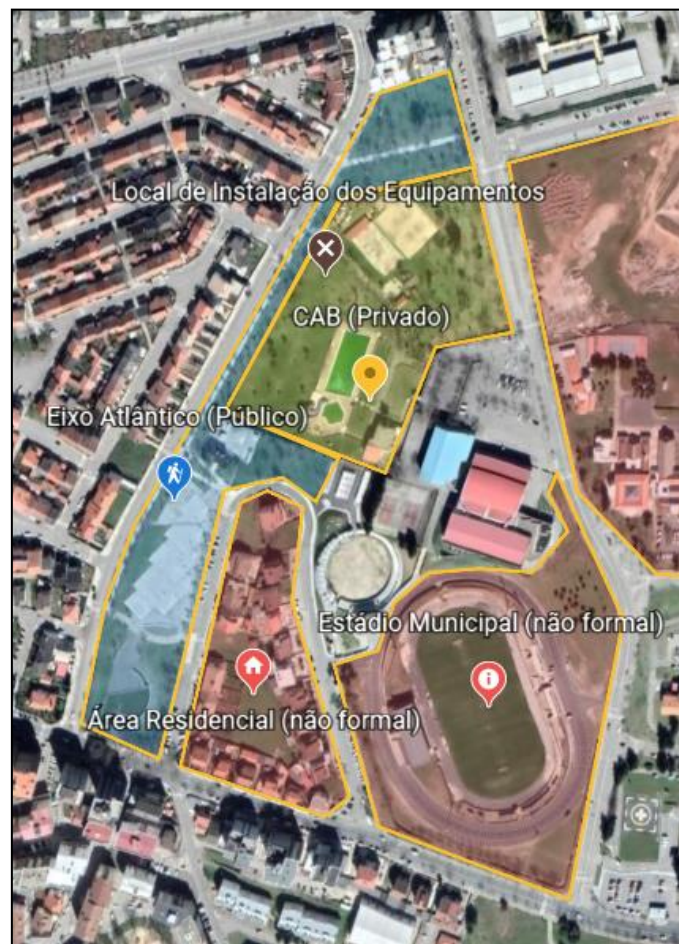 Local de Instalação dos Equipamentos
CAB (Privado)
Eixo Atlântico (Público)
Estádio Municipal (não formal)
Área Residencial (não formal)